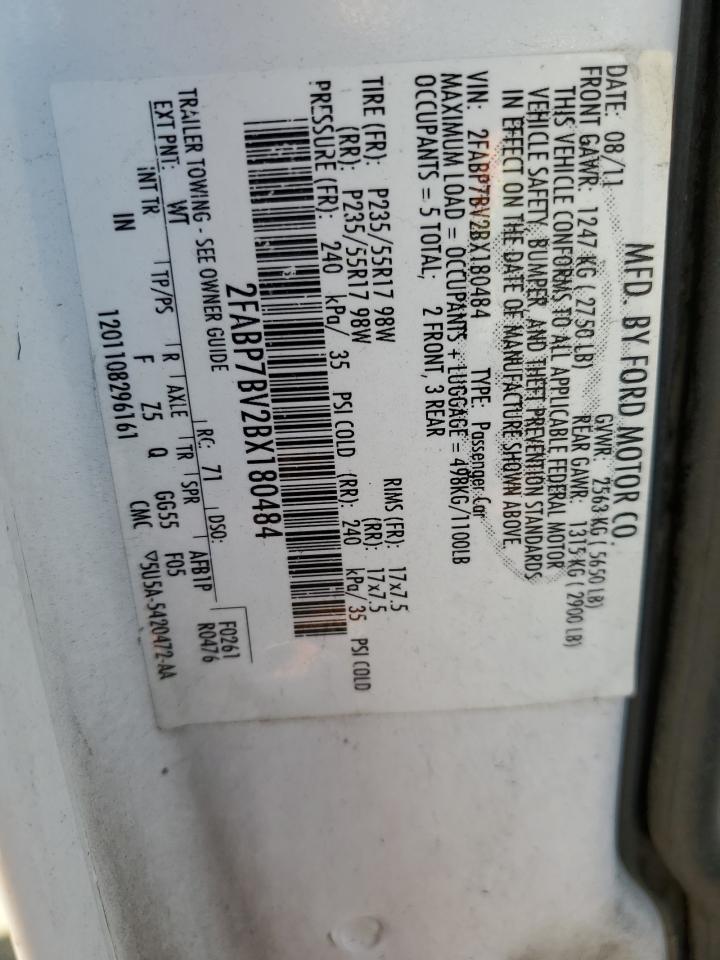 MFD. BY FORD MOTOR CO.
DATE: 08/11 GVWR: 2563 KG ( 5650 LB)
FRONT GAWR: 1247 KG ( 2750 LB) REAR GAWR: 1315 KG ( 2900 LB)
THIS VEHICLE CONFORMS TO ALL APPLICABLE FEDERAL MOTOR
VEHICLE SAFETY, BUMPER, AND THEFT PREVENTION STANDARDS
IN EFFECT ON THE DATE OF MANUFACTURE SHOWN ABOVE.
VIN: 2FABP7BV2BX180484 TYPE: Passenger Car
MAXIMUM LOAD = OCCUPANTS + LUGGAGE = 498KG/1100LB
OCCUPANTS = 5 TOTAL; 2 FRONT, 3 REAR
TIRE (FR): P235/55R17 98W RIMS (FR): 17x7.5
(RR): P235/55R17 98W (RR): 17x7.5
PRESSURE (FR): 240 kPa/ 35 PSI COLD (RR): 240 kPa/ 35 PSI COLD
2FABP7BV2BX180484
TRAILER TOWING - SEE OWNER GUIDE
F0261
EXT PNT: WT RC: 71 DSO: AFB1P R0476
INT TR TP/PS R AXLE TR SPR
IN F Z5 Q GG55 F05
1201108296161 CMC ▽5U5A-5420472-AA